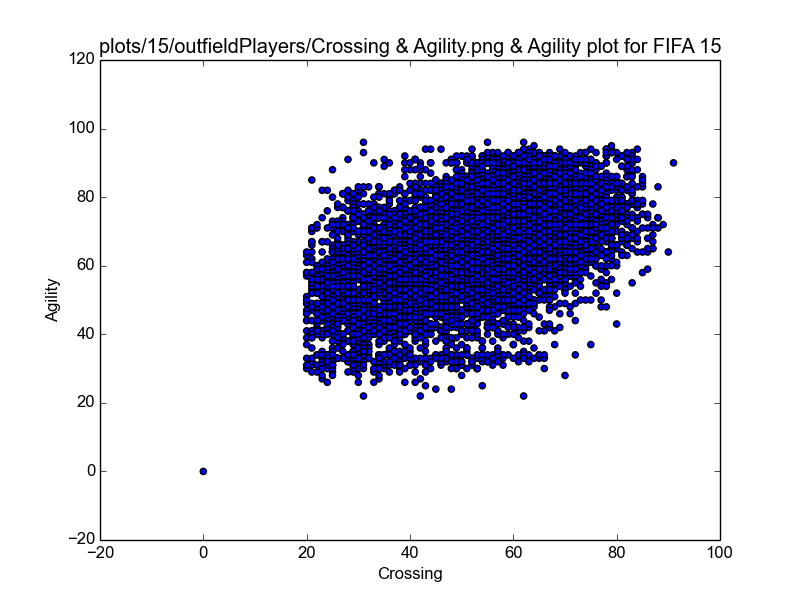 plots/15/outfieldPlayers/Crossing & Agility.png & Agility plot for FIFA 15
120
100
80
60
40
20
0
−20
Agility
−20 0 20 40 60 80 100
Crossing